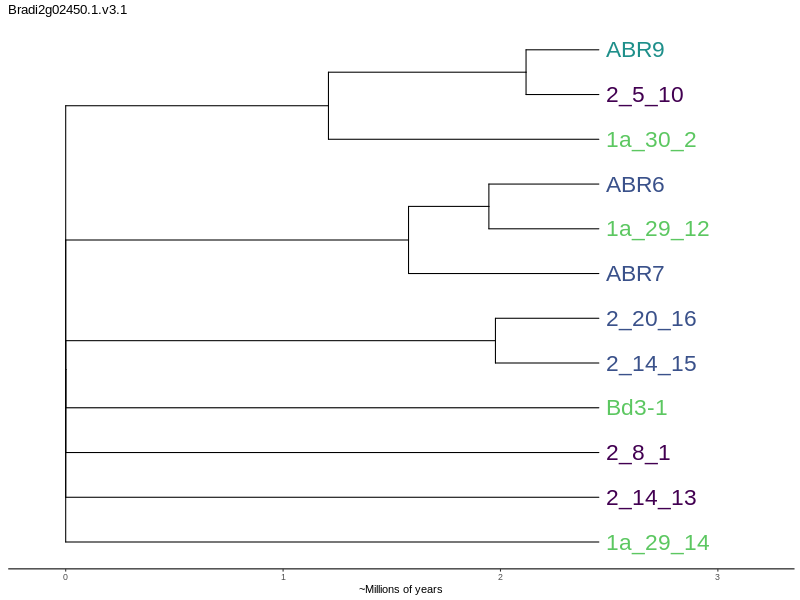 Bradi2g02450.1.v3.1
ABR9
2_5_10
1a_30_2
ABR6
1a_29_12
ABR7
2_20_16
2_14_15
Bd3-1
2_8_1
2_14_13
1a_29_14
0 1 2 3
~Millions of years